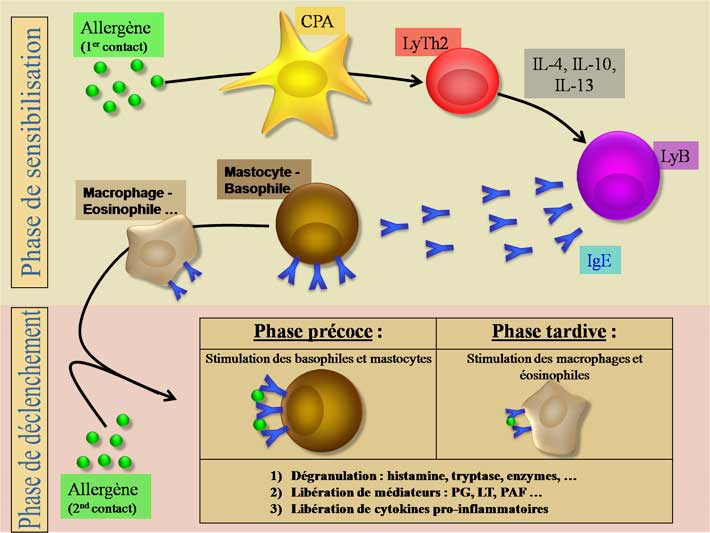 Phase de sensibilisation
Allergène
(1er contact)
CPA
LyTh2
IL-4, IL-10,
IL-13
LyB
IgE
Mastocyte -
Basophile
Macrophage -
Eosinophile ...
Phase de déclenchement
Allergène
(2nd contact)
Phase précoce :
Stimulation des basophiles et mastocytes
Phase tardive :
Stimulation des macrophages et
éosinophiles
1) Dégranulation : histamine, tryptase, enzymes, ...
2) Libération de médiateurs : PG, LT, PAF ...
3) Libération de cytokines pro-inflammatoires